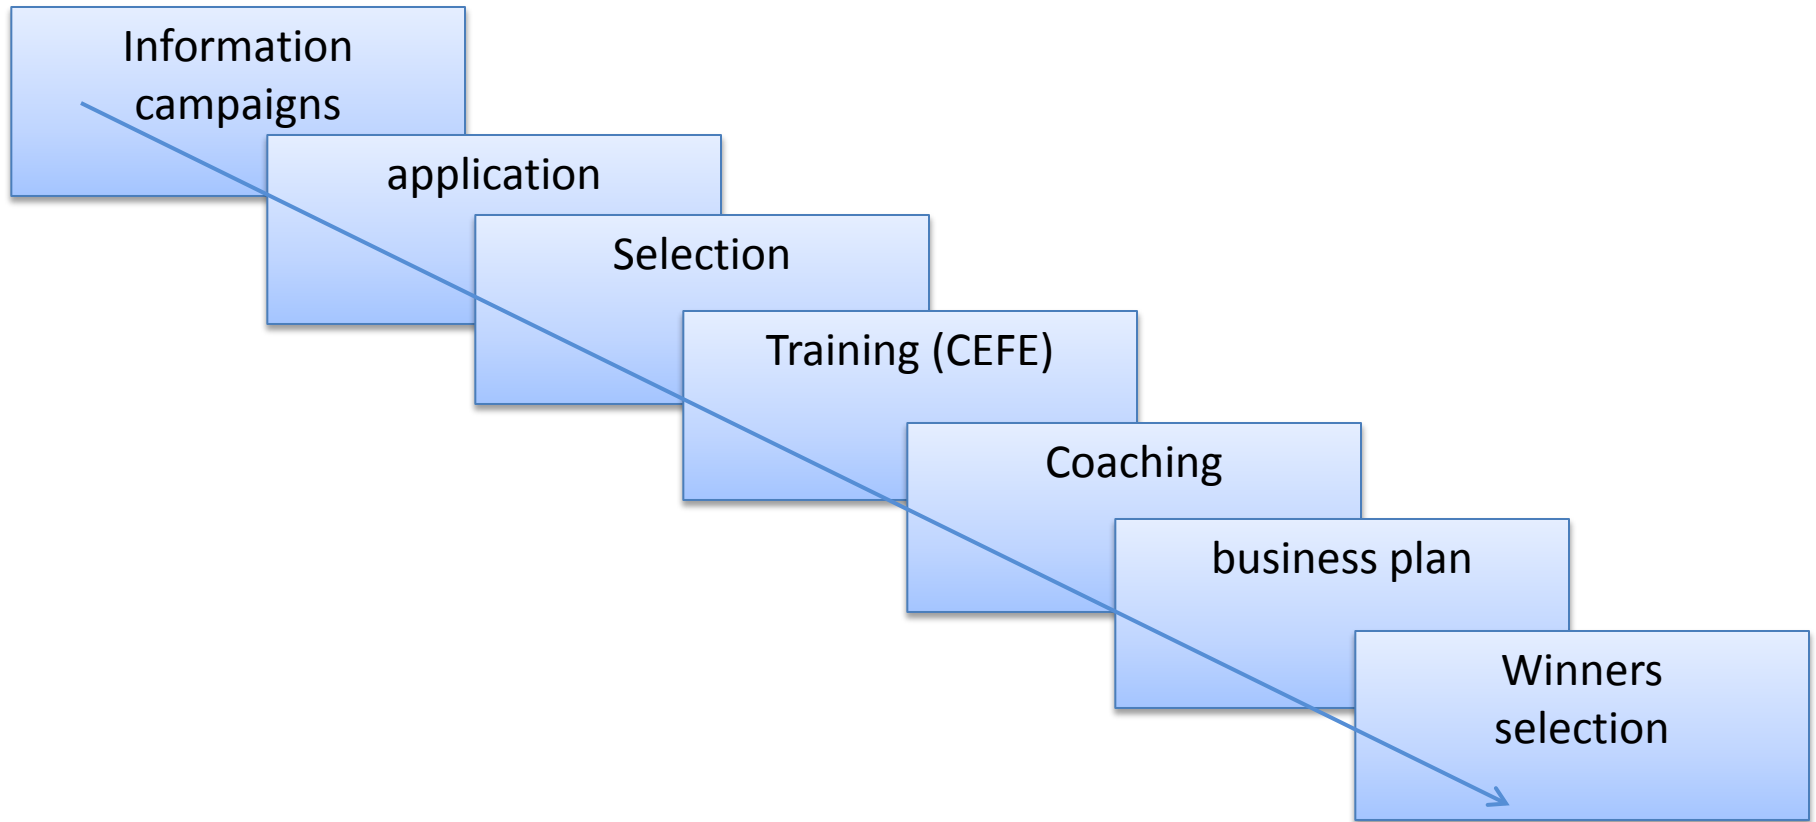 Information
campaigns
application
Selection
Training (CEFE)
Coaching
business plan
Winners
selection